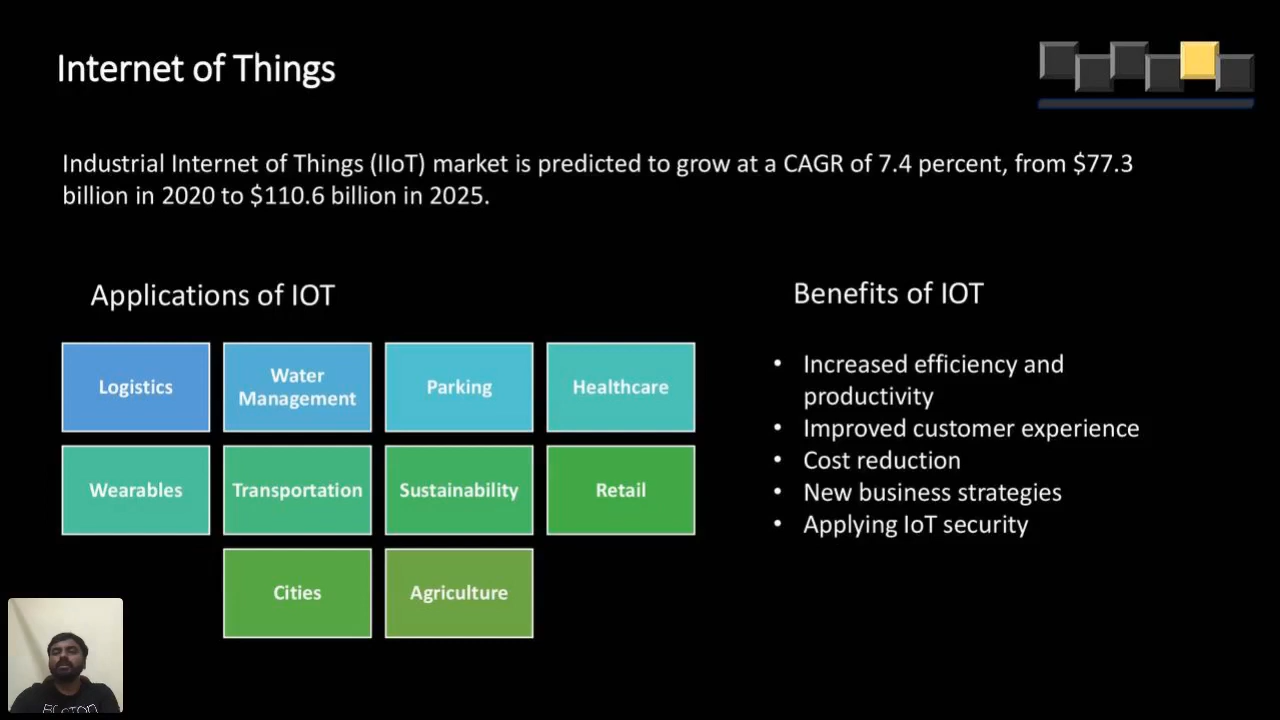 Internet of Things
Industrial Internet of Things (IIoT) market is predicted to grow at a CAGR of 7.4 percent, from $77.3
billion in 2020 to $110.6 billion in 2025.
Applications of IOT
Logistics
Water
Management
Parking
Healthcare
Wearables
Transportation
Sustainability
Retail
Cities
Agriculture
Benefits of IOT
• Increased efficiency and
productivity
• Improved customer experience
• Cost reduction
• New business strategies
• Applying IoT security